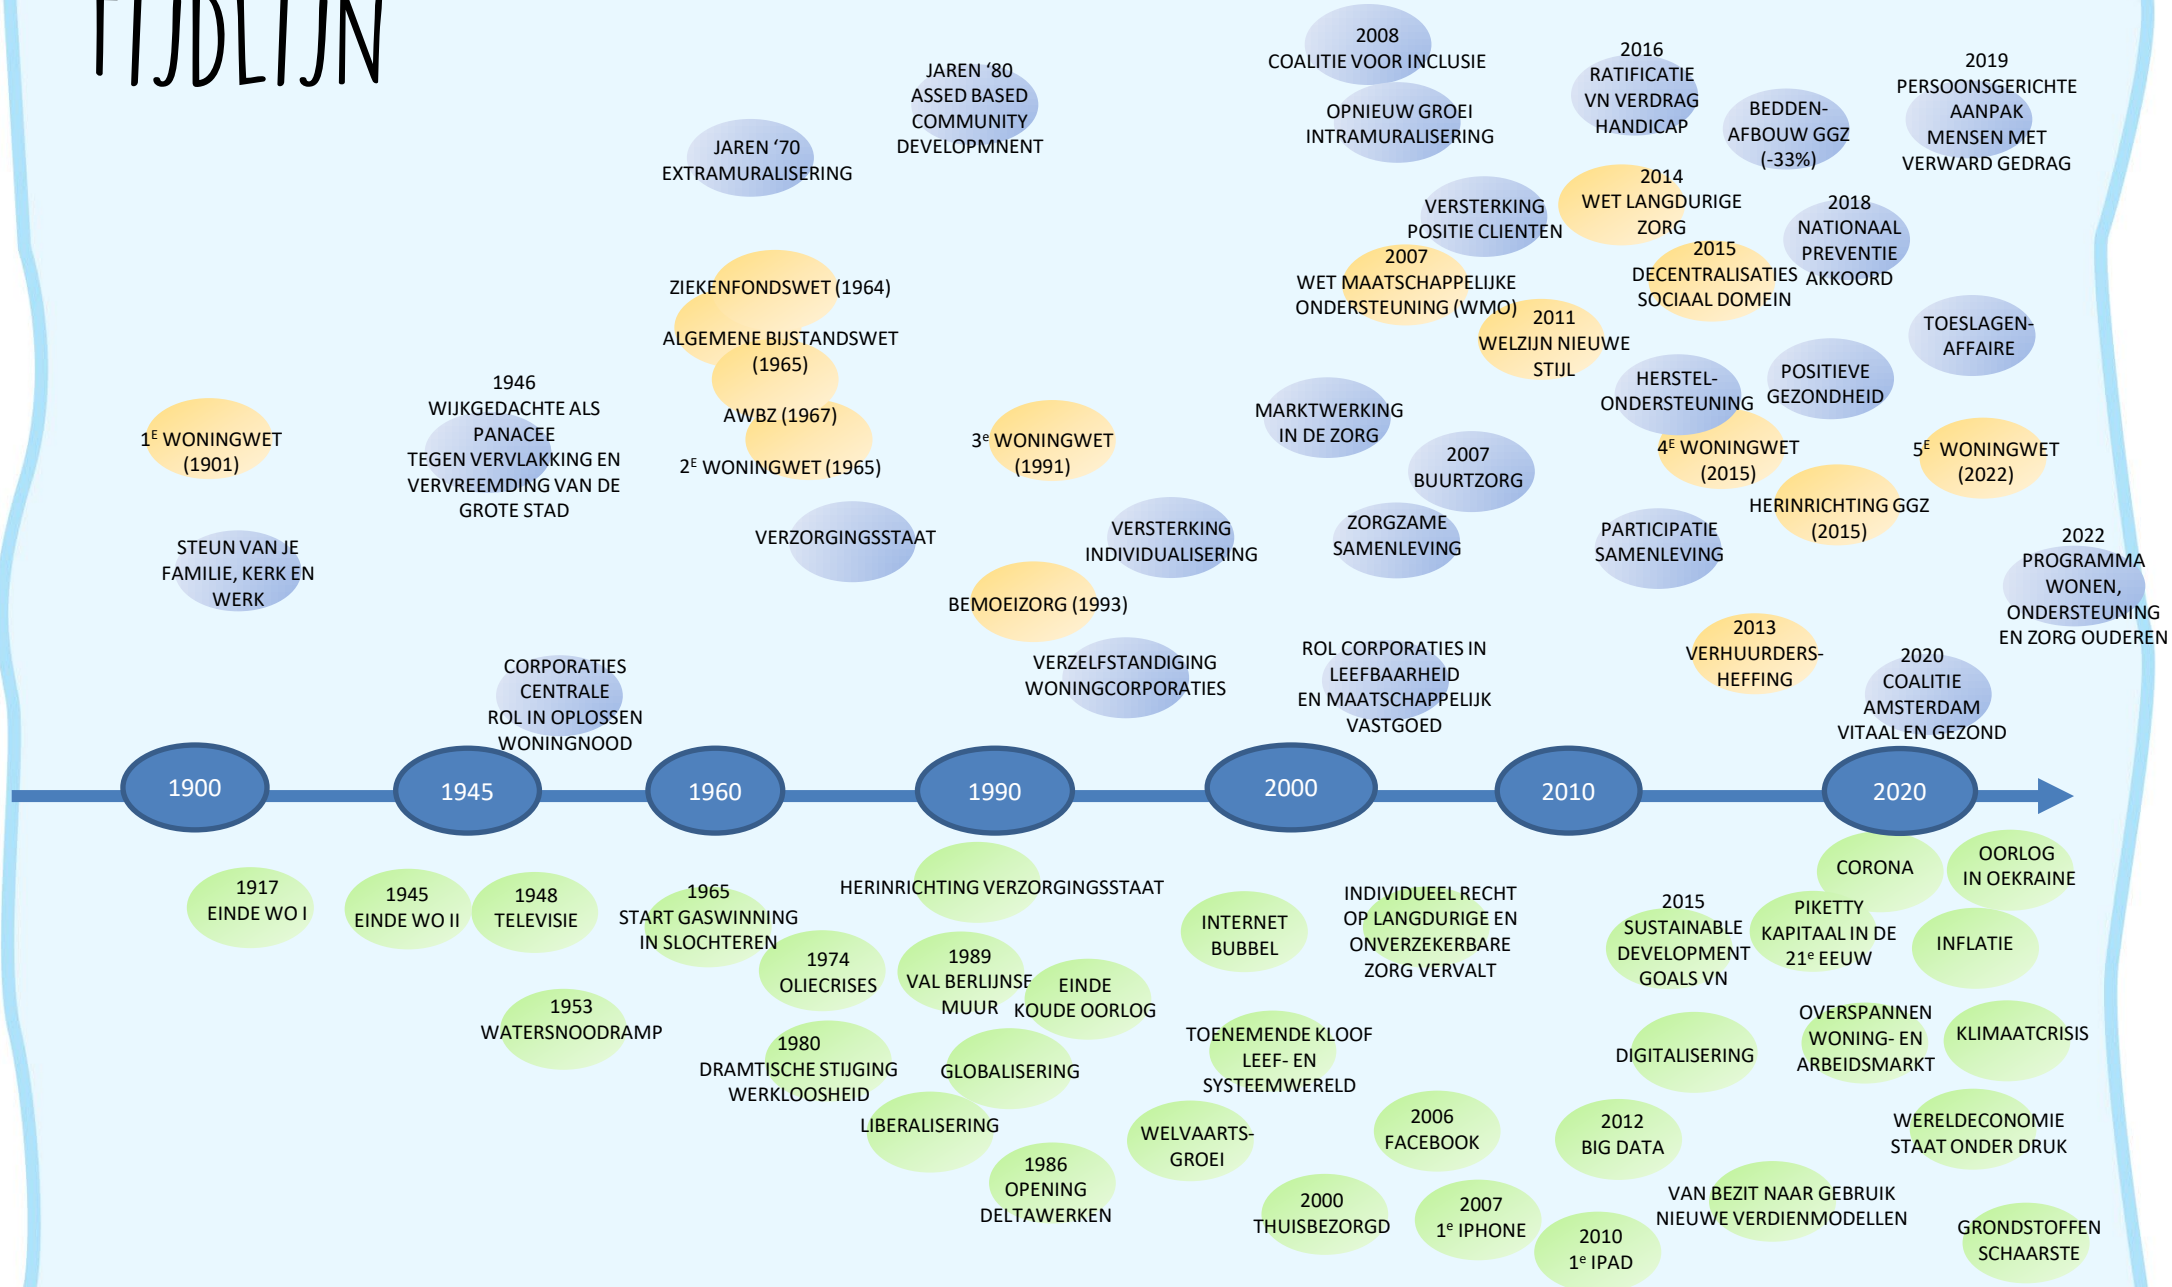 TIJDLIJN
2008
COALITIE VOOR INCLUSIE
OPNIEUW GROEI
INTRAMURALISERING
2016
RATIFICATIE
VN VERDRAG
HANDICAP
BEDDEN-
AFBOUW GGZ
(-33%)
2019
PERSOONSGERICHTE
AANPAK
MENSEN MET
VERWARD GEDRAG
JAREN ‘80
ASSED BASED
COMMUNITY
DEVELOPMNENT
JAREN ‘70
EXTRAMURALISERING
VERSTERKING
POSITIE CLIENTEN
2014
WET LANGDURIGE
ZORG
2018
NATIONAAL
PREVENTIE
AKKOORD
2015
DECENTRALISATIES
SOCIAAL DOMEIN
2007
WET MAATSCHAPPELIJKE
ONDERSTEUNING (WMO)
2011
WELZIJN NIEUWE
STIJL
ZIEKENFONDSWET (1964)
ALGEMENE BIJSTANDSWET
(1965)
AWBZ (1967)
2E WONINGWET (1965)
TOESLAGEN-
AFFAIRE
HERSTEL-
ONDERSTEUNING
POSITIEVE
GEZONDHEID
1E WONINGWET
(1901)
1946
WIJKGEDACHTE ALS
PANACEE
TEGEN VERVLAKKING EN
VERVREEMDING VAN DE
GROTE STAD
3e WONINGWET
(1991)
MARKTWERKING
IN DE ZORG
2007
BUURTZORG
4E WONINGWET
(2015)
5E WONINGWET
(2022)
HERINRICHTING GGZ
(2015)
STEUN VAN JE
FAMILIE, KERK EN
WERK
VERZORGINGSSTAAT
VERSTERKING
INDIVIDUALISERING
ZORGZAME
SAMENLEVING
PARTICIPATIE
SAMENLEVING
2022
PROGRAMMA
WONEN,
ONDERSTEUNING
EN ZORG OUDEREN
BEMOEIZORG (1993)
CORPORATIES
CENTRALE
ROL IN OPLOSSEN
WONINGNOOD
VERZELFSTANDIGING
WONINGCORPORATIES
ROL CORPORATIES IN
LEEFBAARHEID
EN MAATSCHAPPELIJK
VASTGOED
2013
VERHUURDERS-
HEFFING
2020
COALITIE
AMSTERDAM
VITAAL EN GEZOND
1900
1945
1960
1990
2000
2010
2020
1917
EINDE WO I
1945
EINDE WO II
1948
TELEVISIE
1953
WATERSNOODRAMP
1965
START GASWINNING
IN SLOCHTEREN
1974
OLIECRISES
1980
DRAMTISCHE STIJGING
WERKLOOSHEID
HERINRICHTING VERZORGINGSSTAAT
1989
VAL BERLIJNSE
MUUR
EINDE
KOUDE OORLOG
GLOBALISERING
LIBERALISERING
1986
OPENING
DELTAWERKEN
INTERNET
BUBBEL
TOENEMENDE KLOOF
LEEF- EN
SYSTEEMWERELD
WELVAARTS-
GROEI
2000
THUISBEZORGD
INDIVIDUEEL RECHT
OP LANGDURIGE EN
ONVERZEKERBARE
ZORG VERVALT
2006
FACEBOOK
2007
1e IPHONE
2010
1e IPAD
2015
SUSTAINABLE
DEVELOPMENT
GOALS VN
DIGITALISERING
2012
BIG DATA
VAN BEZIT NAAR GEBRUIK
NIEUWE VERDIENMODELLEN
CORONA
OORLOG
IN OEKRAINE
PIKETTY
KAPITAAL IN DE
21e EEUW
INFLATIE
OVERSPANNEN
WONING- EN
ARBEIDSMARKT
KLIMAATCRISIS
WERELDECONOMIE
STAAT ONDER DRUK
GRONDSTOFFEN
SCHAARSTE